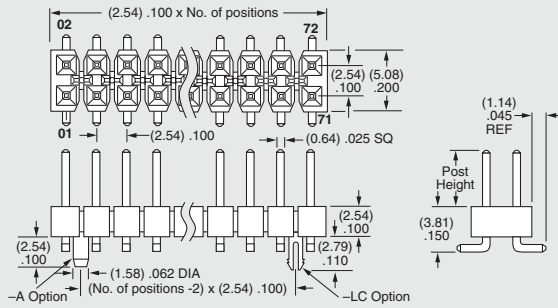 (2.54) .100 x No. of positions
02
72
(2.54)
.100
(5.08)
.200
01
(2.54) .100
71
(0.64) .025 SQ
(1.14)
.045
REF
Post
Height
(2.54)
.100
(3.81)
.150
(2.54)
.100
(2.79)
.110
(1.58) .062 DIA
–A Option
(No. of positions -2) x (2.54) .100)
–LC Option